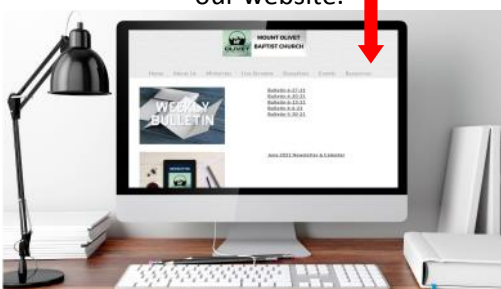 our website.
OLIVET
MOUNT OLIVET
BAPTIST CHURCH
Home About Us Ministries Live Streams Donations Events Resources
WEEKLY
BULLETIN
Bulletin 6-27-21
Bulletin 6-20-21
Bulletin 6-13-21
Bulletin 6-6-21
Bulletin 5-30-21
NEWSLETTER
June 2021 Newsletter & Calendar